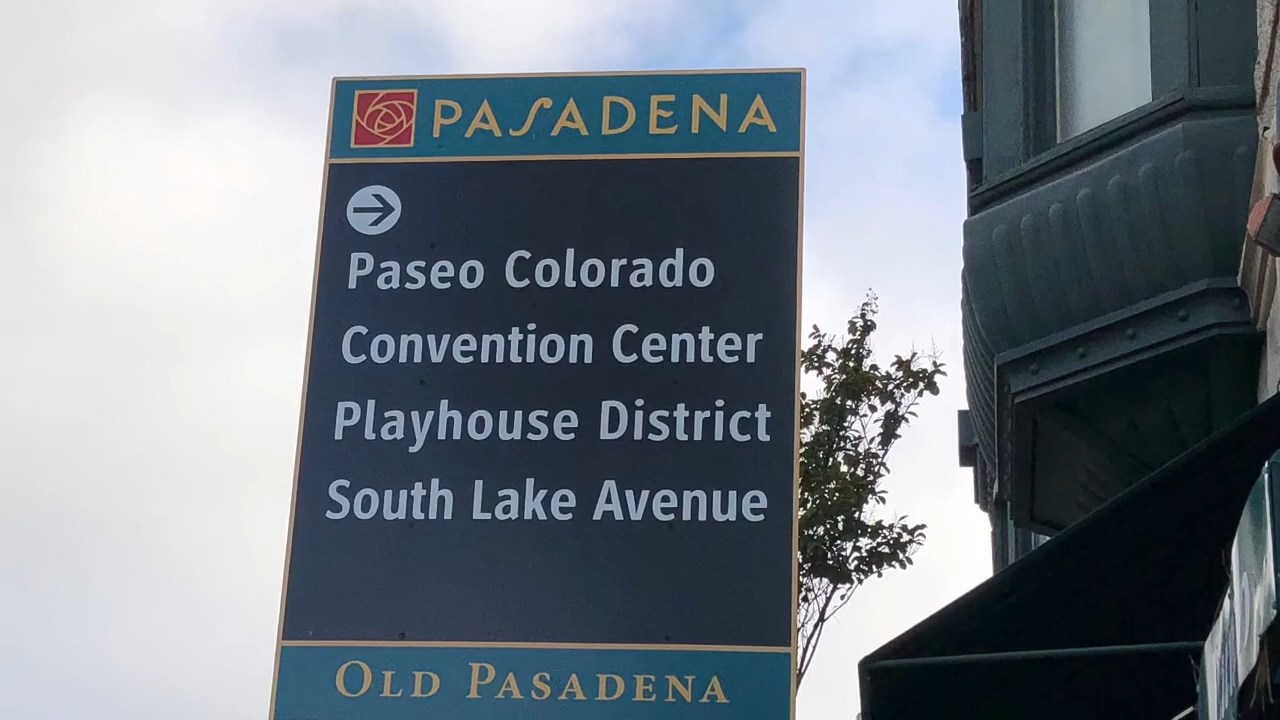 PASADENA
Paseo Colorado
Convention Center
Playhouse District
South Lake Avenue
OLD PASADENA